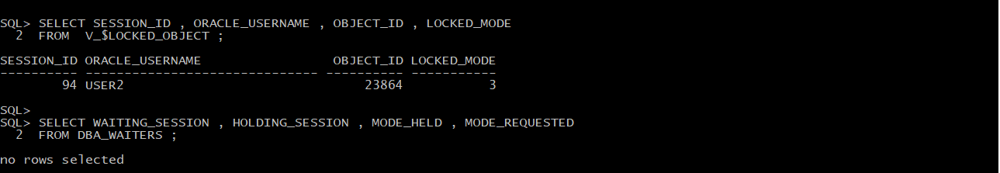 SQL> SELECT SESSION_ID , ORACLE_USERNAME , OBJECT_ID , LOCKED_MODE
  2  FROM  V_$LOCKED_OBJECT ;
SESSION_ID ORACLE_USERNAME                 OBJECT_ID LOCKED_MODE
---------- ------------------------------ ---------- -----------
        94 USER2                               23864           3
SQL>
SQL> SELECT WAITING_SESSION , HOLDING_SESSION , MODE_HELD , MODE_REQUESTED
  2  FROM DBA_WAITERS ;
no rows selected